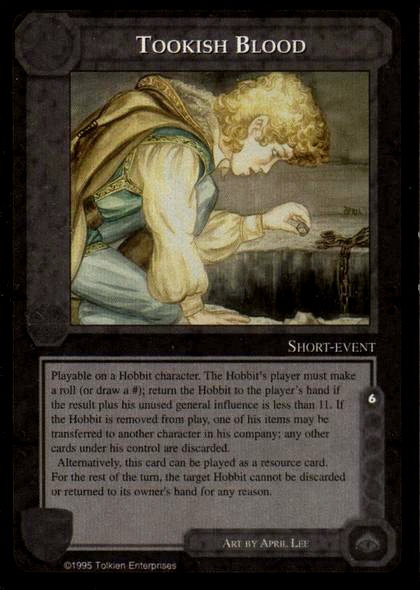 TOOKISH BLOOD
SHORT-EVENT
Playable on a Hobbit character. The Hobbit's player must make
a roll (or draw a #); return the Hobbit to the player's hand if
the result plus his unused general influence is less than 11. If
the Hobbit is removed from play, one of his items may be
transferred to another character in his company; any other
cards under his control are discarded.
Alternatively, this card can be played as a resource card.
For the rest of the turn, the target Hobbit cannot be discarded
or returned to its owner's hand for any reason.
6
ART BY APRIL LEE
©1995 Tolkien Enterprises